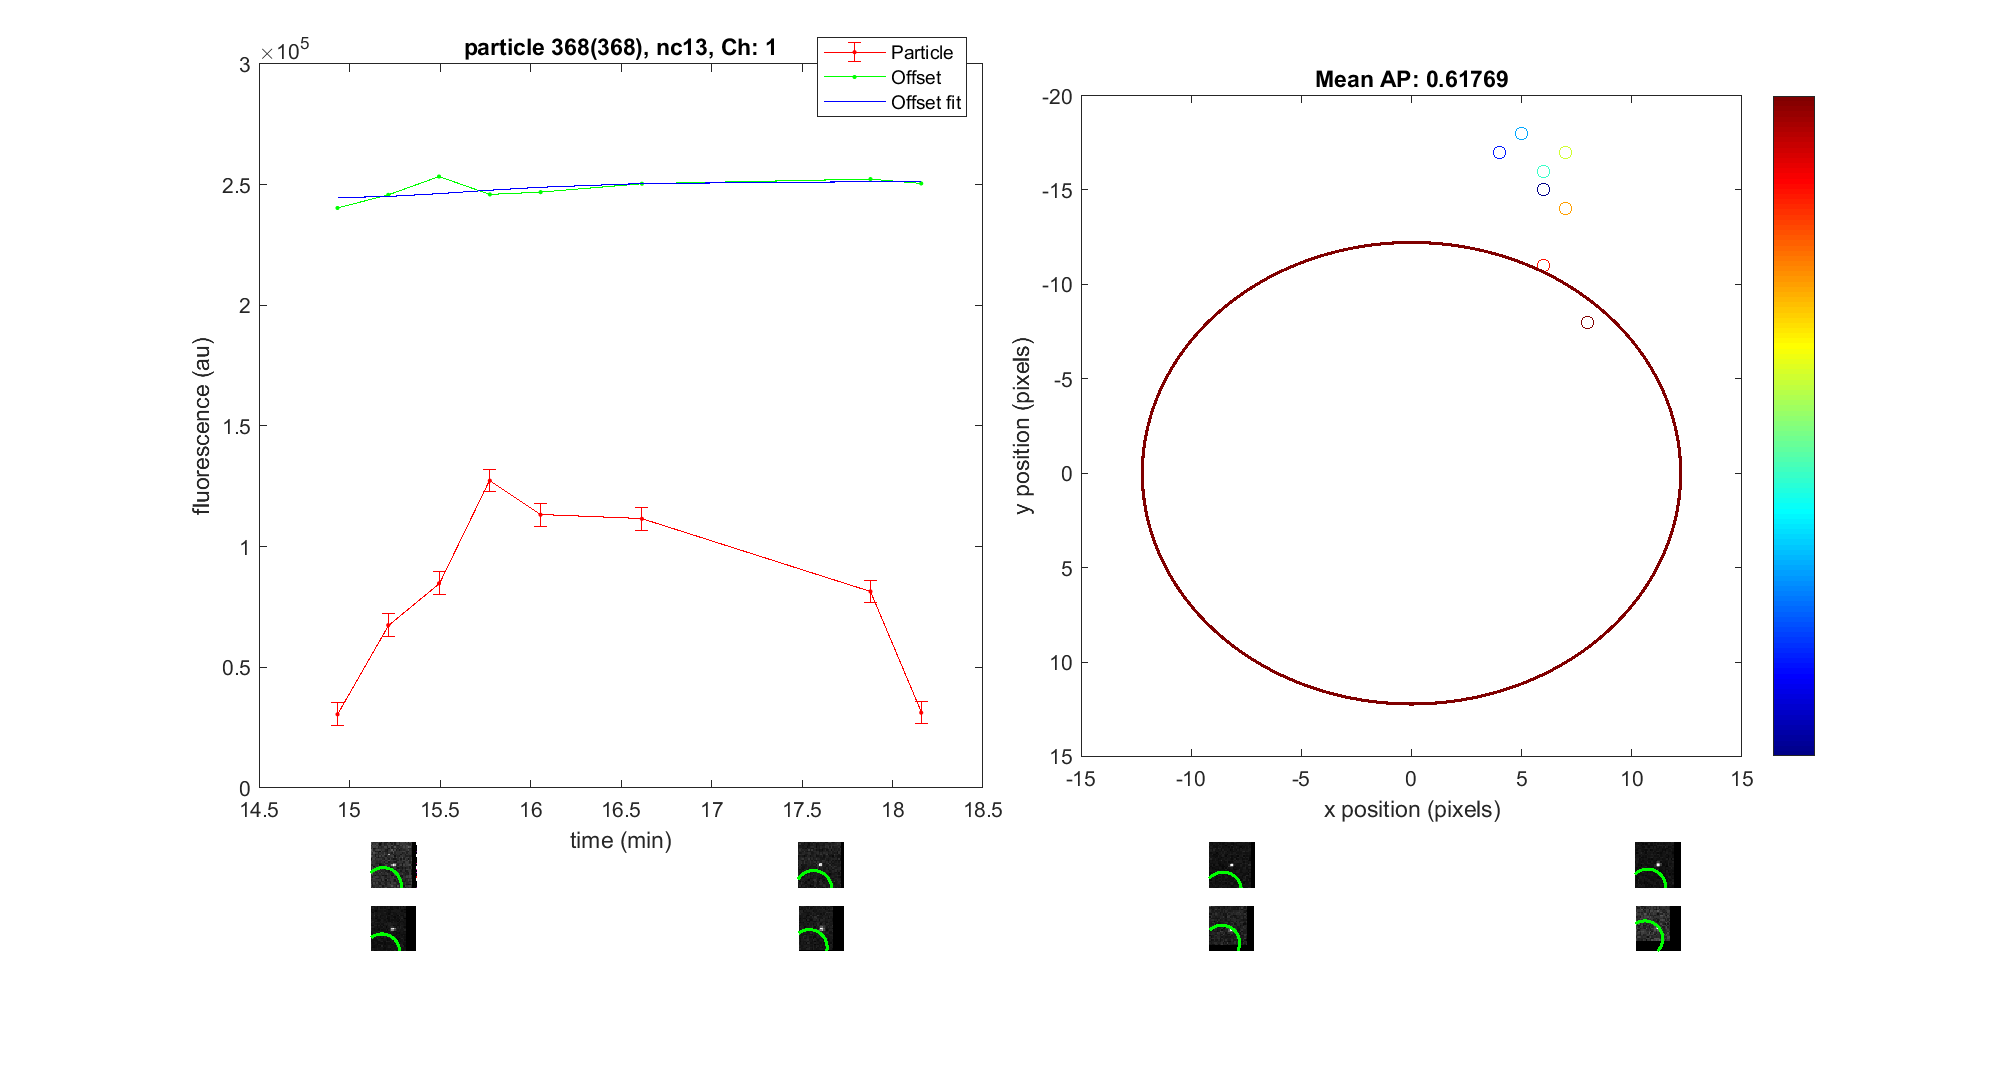 particle 368(368), nc13, Ch: 1
×10^5
Particle
Offset
Offset fit
3
2.5
2
1.5
1
0.5
0
fluorescence (au)
14.5 15 15.5 16 16.5 17 17.5 18 18.5
time (min)
Mean AP: 0.61769
-20
-15
-10
-5
0
5
10
15
y position (pixels)
-15 -10 -5 0 5 10 15
x position (pixels)